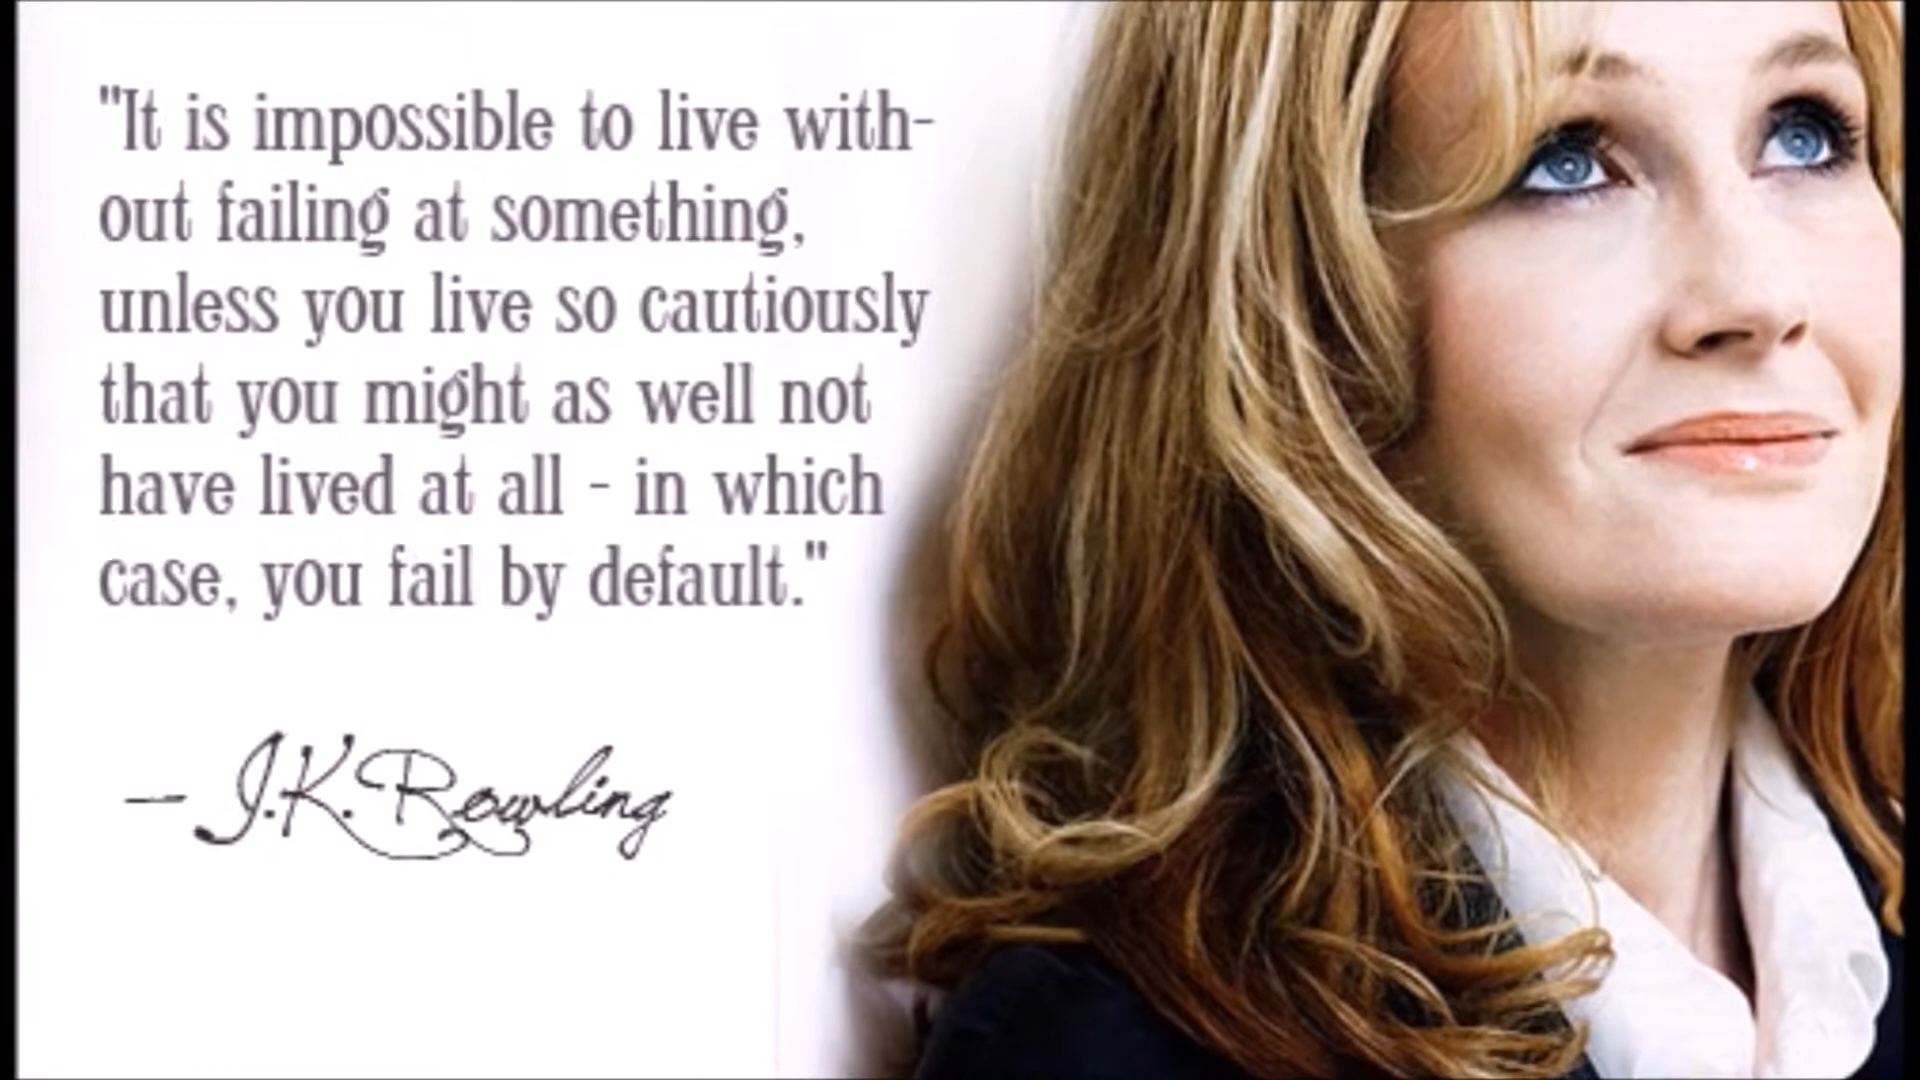 "It is impossible to live with-
out failing at something,
unless you live so cautiously
that you might as well not
have lived at all - in which
case, you fail by default."
— J.K. Rowling